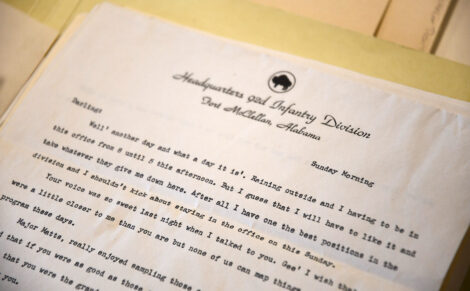 Headquarters 92d Infantry Division
Fort McClellan, Alabama
Sunday Morning
Darling:
Well' another day and what a day it is'. Raining outside and I having to be in
this office from 8 until 5 this afternoon. But I guess that I will have to like it and
take whatever they give me down here. After all I have one the best positions in the
division and I shouldn't kick about staying in the office on this Sunday.
Your voice was so sweet last night when I talked to you. Gee' I wish that
were a little closer to me than you are but none of us can map things
program these days.
Major Matte, really enjoyed sampling those
d that if you were as good as those
that you were the grand
you.